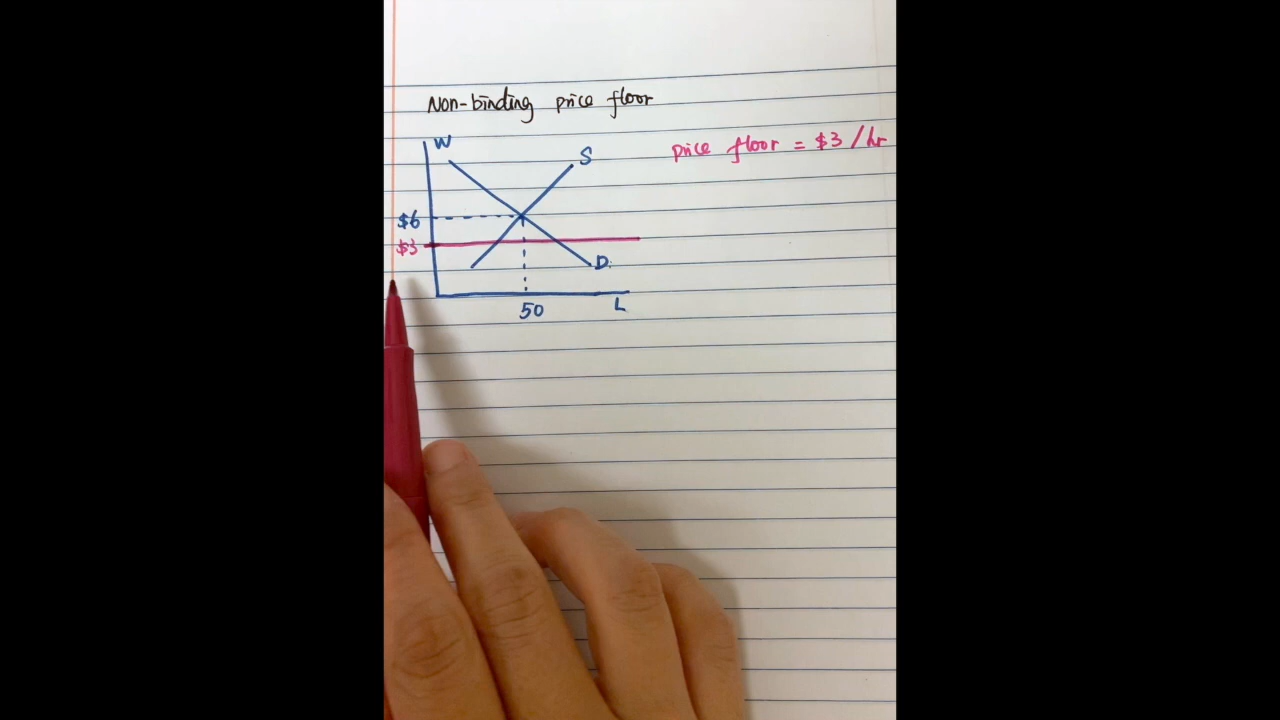 Non-binding price floor
price floor = $3/hr
W
S
$6
$3
D
50
L